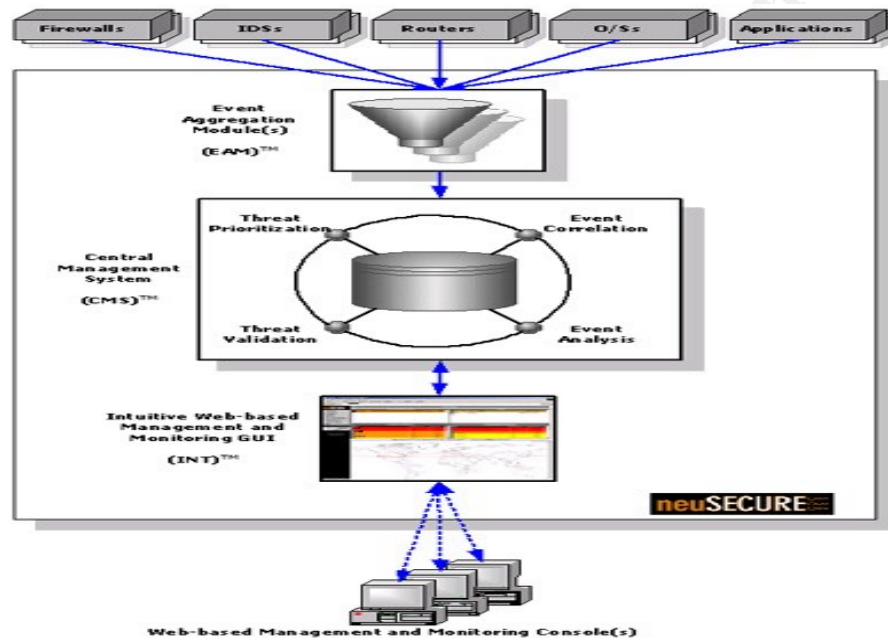 Firewalls
IDSs
Routers
O/Ss
Applications
Event
Aggregation
Module(s)
(EAM)™
Threat
Prioritization
Event
Correlation
Central
Management
System
(CMS)™
Threat
Validation
Event
Analysis
Intuitive Web-based
Management and
Monitoring GUI
(INT)™
neuSECURE
Web-based Management and Monitoring Console(s)